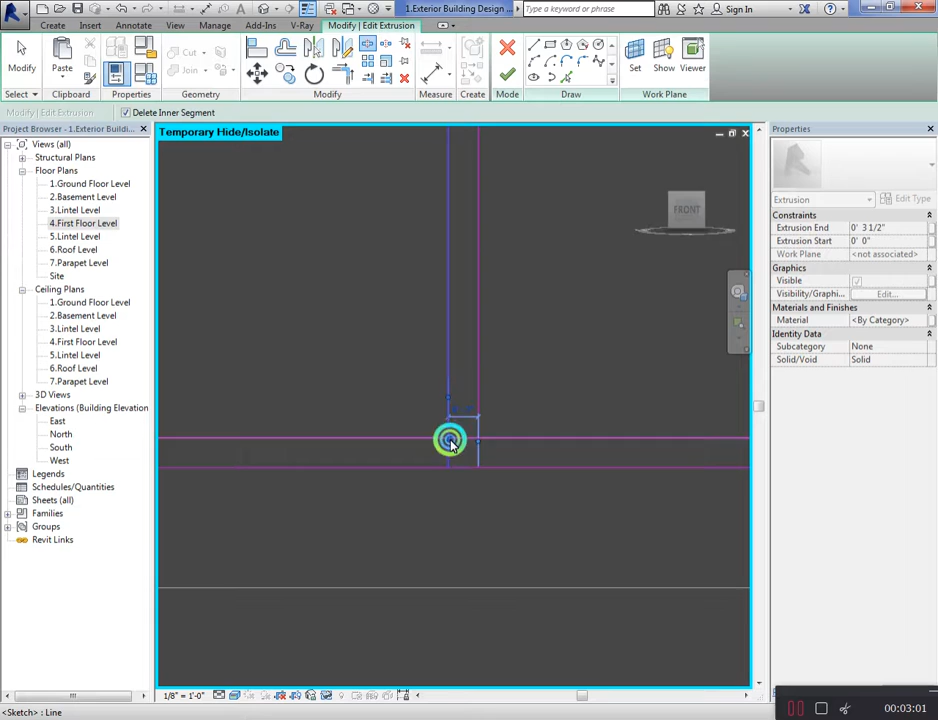 1.Exterior Building Design ...
Type a keyword or phrase
Sign In
Create Insert Annotate View Manage Add-Ins V-Ray Modify | Edit Extrusion
Modify
Paste
Cut
Join
Set Show Viewer
Select Clipboard Properties Geometry Modify Measure Create Mode Draw Work Plane
Modify | Edit Extrusion
Delete Inner Segment
Project Browser - 1.Exterior Buildi...
Views (all)
Structural Plans
Floor Plans
1.Ground Floor Level
2.Basement Level
3.Lintel Level
4.First Floor Level
5.Lintel Level
6.Roof Level
7.Parapet Level
Site
Ceiling Plans
1.Ground Floor Level
2.Basement Level
3.Lintel Level
4.First Floor Level
5.Lintel Level
6.Roof Level
7.Parapet Level
3D Views
Elevations (Building Elevation
East
North
South
West
Legends
Schedules/Quantities
Sheets (all)
Families
Groups
Revit Links
Temporary Hide/Isolate
FRONT
Properties
Extrusion
Edit Type
Constraints
Extrusion End 0' 3 1/2"
Extrusion Start 0' 0"
Work Plane <not associated>
Graphics
Visible
Visibility/Graphi... Edit...
Materials and Finishes
Material <By Category>
Identity Data
Subcategory None
Solid/Void Solid
1/8" = 1'-0"
<Sketch> : Line
00:03:01